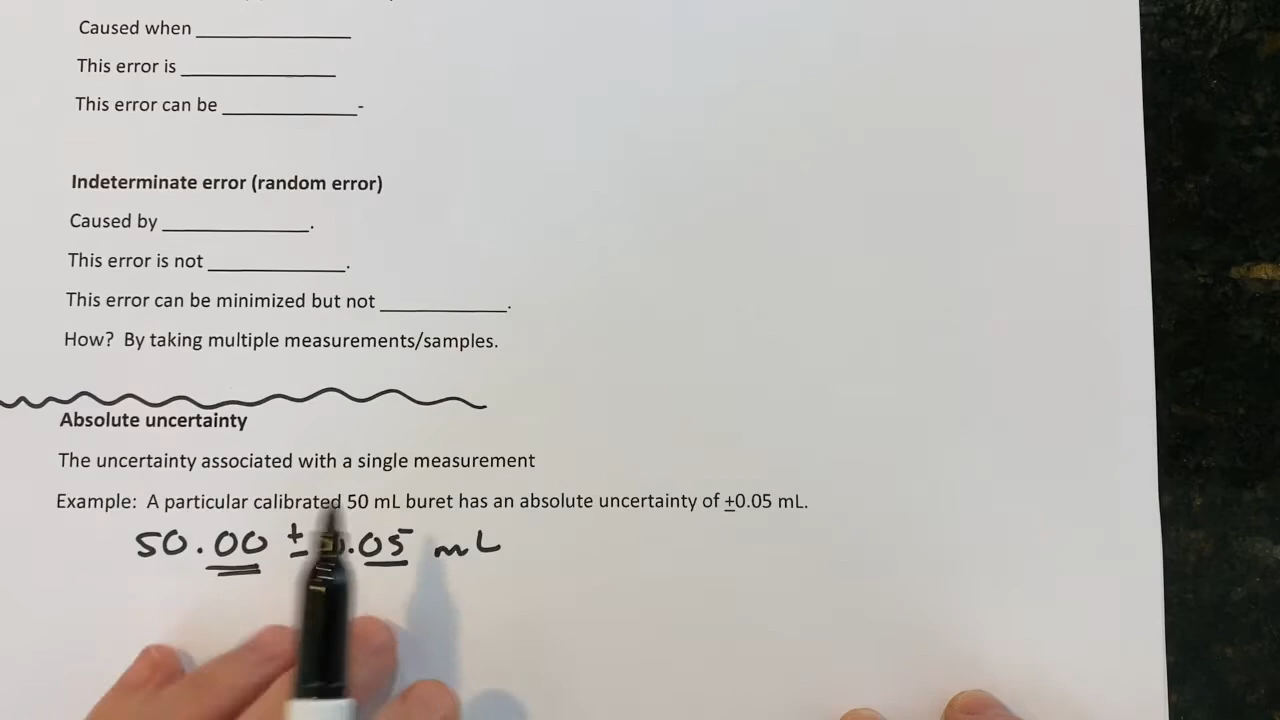 Caused when ______________
This error is ______________
This error can be ____________-
Indeterminate error (random error)
Caused by _____________.
This error is not ____________.
This error can be minimized but not ___________.
How? By taking multiple measurements/samples.
Absolute uncertainty
The uncertainty associated with a single measurement
Example: A particular calibrated 50 mL buret has an absolute uncertainty of ±0.05 mL.
50.00 ± .05 mL